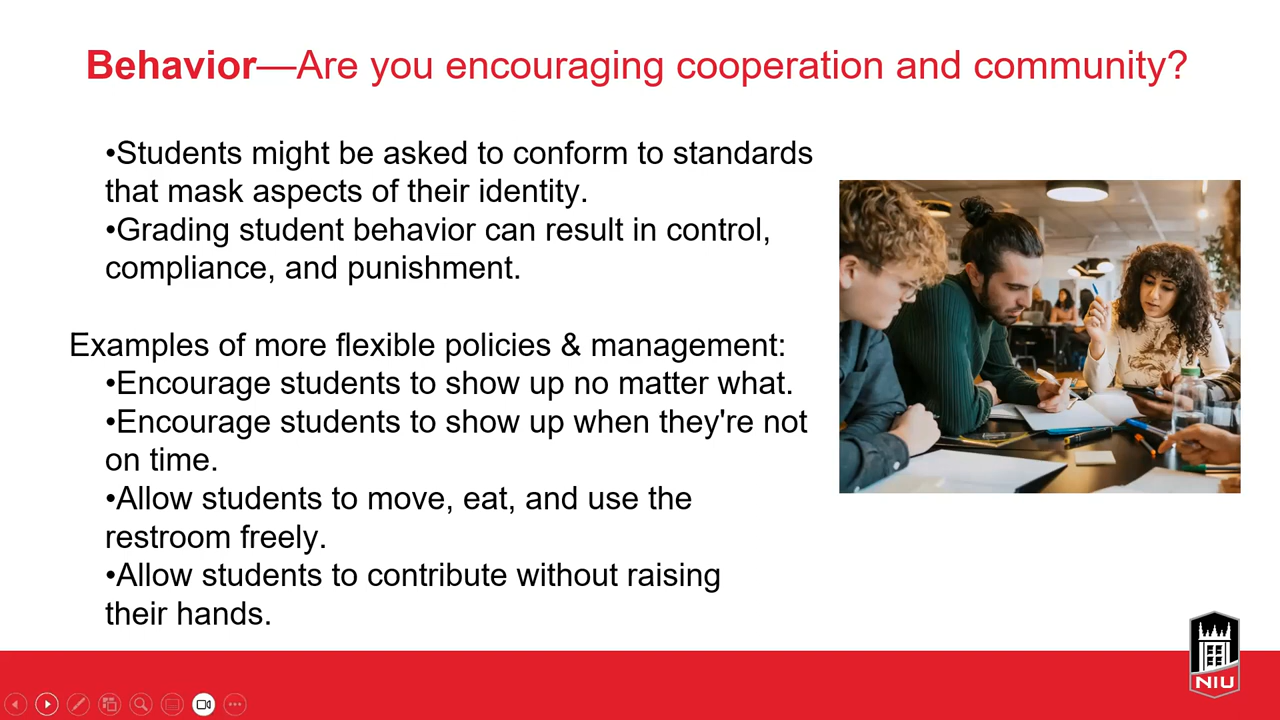 Behavior—Are you encouraging cooperation and community?
•Students might be asked to conform to standards
that mask aspects of their identity.
•Grading student behavior can result in control,
compliance, and punishment.
Examples of more flexible policies & management:
•Encourage students to show up no matter what.
•Encourage students to show up when they're not
on time.
•Allow students to move, eat, and use the
restroom freely.
•Allow students to contribute without raising
their hands.
NIU